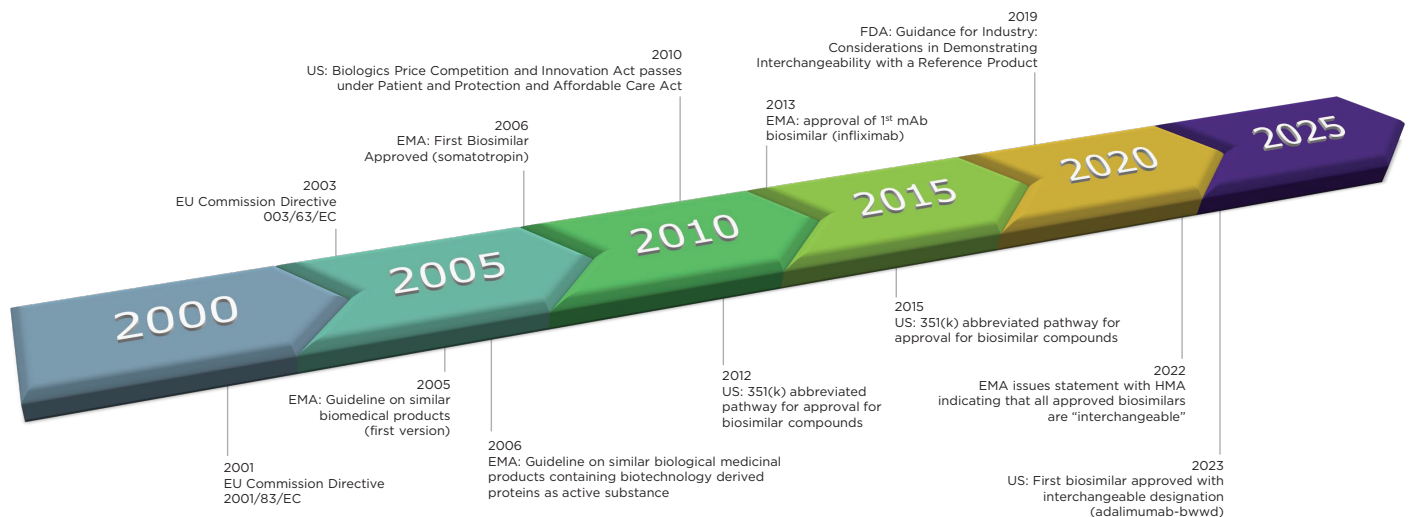 2019
FDA: Guidance for Industry:
Considerations in Demonstrating
Interchangeability with a Reference Product
2010
US: Biologics Price Competition and Innovation Act passes
under Patient and Protection and Affordable Care Act
2013
EMA: approval of 1st mAb
biosimilar (infliximab)
2006
EMA: First Biosimilar
Approved (somatotropin)
2003
EU Commission Directive
003/63/EC
2000
2005
2010
2015
2020
2025
2001
EU Commission Directive
2001/83/EC
2005
EMA: Guideline on similar
biomedical products
(first version)
2006
EMA: Guideline on similar biological medicinal
products containing biotechnology derived
proteins as active substance
2012
US: 351(k) abbreviated
pathway for approval for
biosimilar compounds
2015
US: 351(k) abbreviated pathway for
approval for biosimilar compounds
2022
EMA issues statement with HMA
indicating that all approved biosimilars
are “interchangeable”
2023
US: First biosimilar approved with
interchangeable designation
(adalimumab-bwwd)